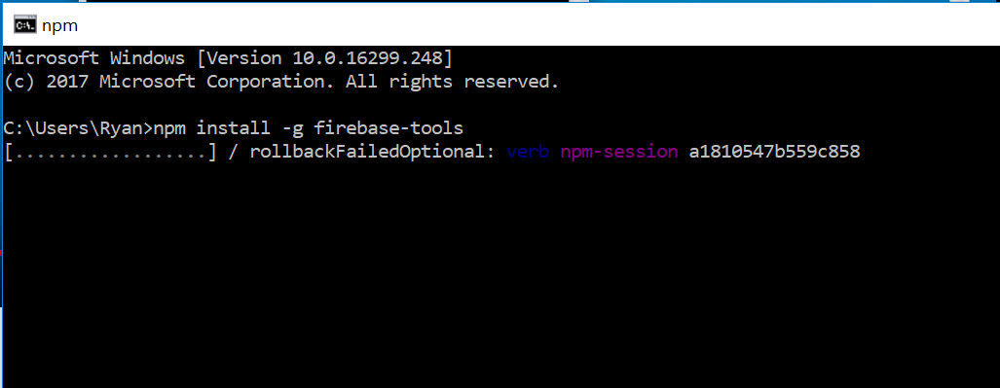 npm
Microsoft Windows [Version 10.0.16299.248]
(c) 2017 Microsoft Corporation. All rights reserved.
C:\Users\Ryan>npm install -g firebase-tools
[..................] / rollbackFailedOptional: verb npm-session a1810547b559c858